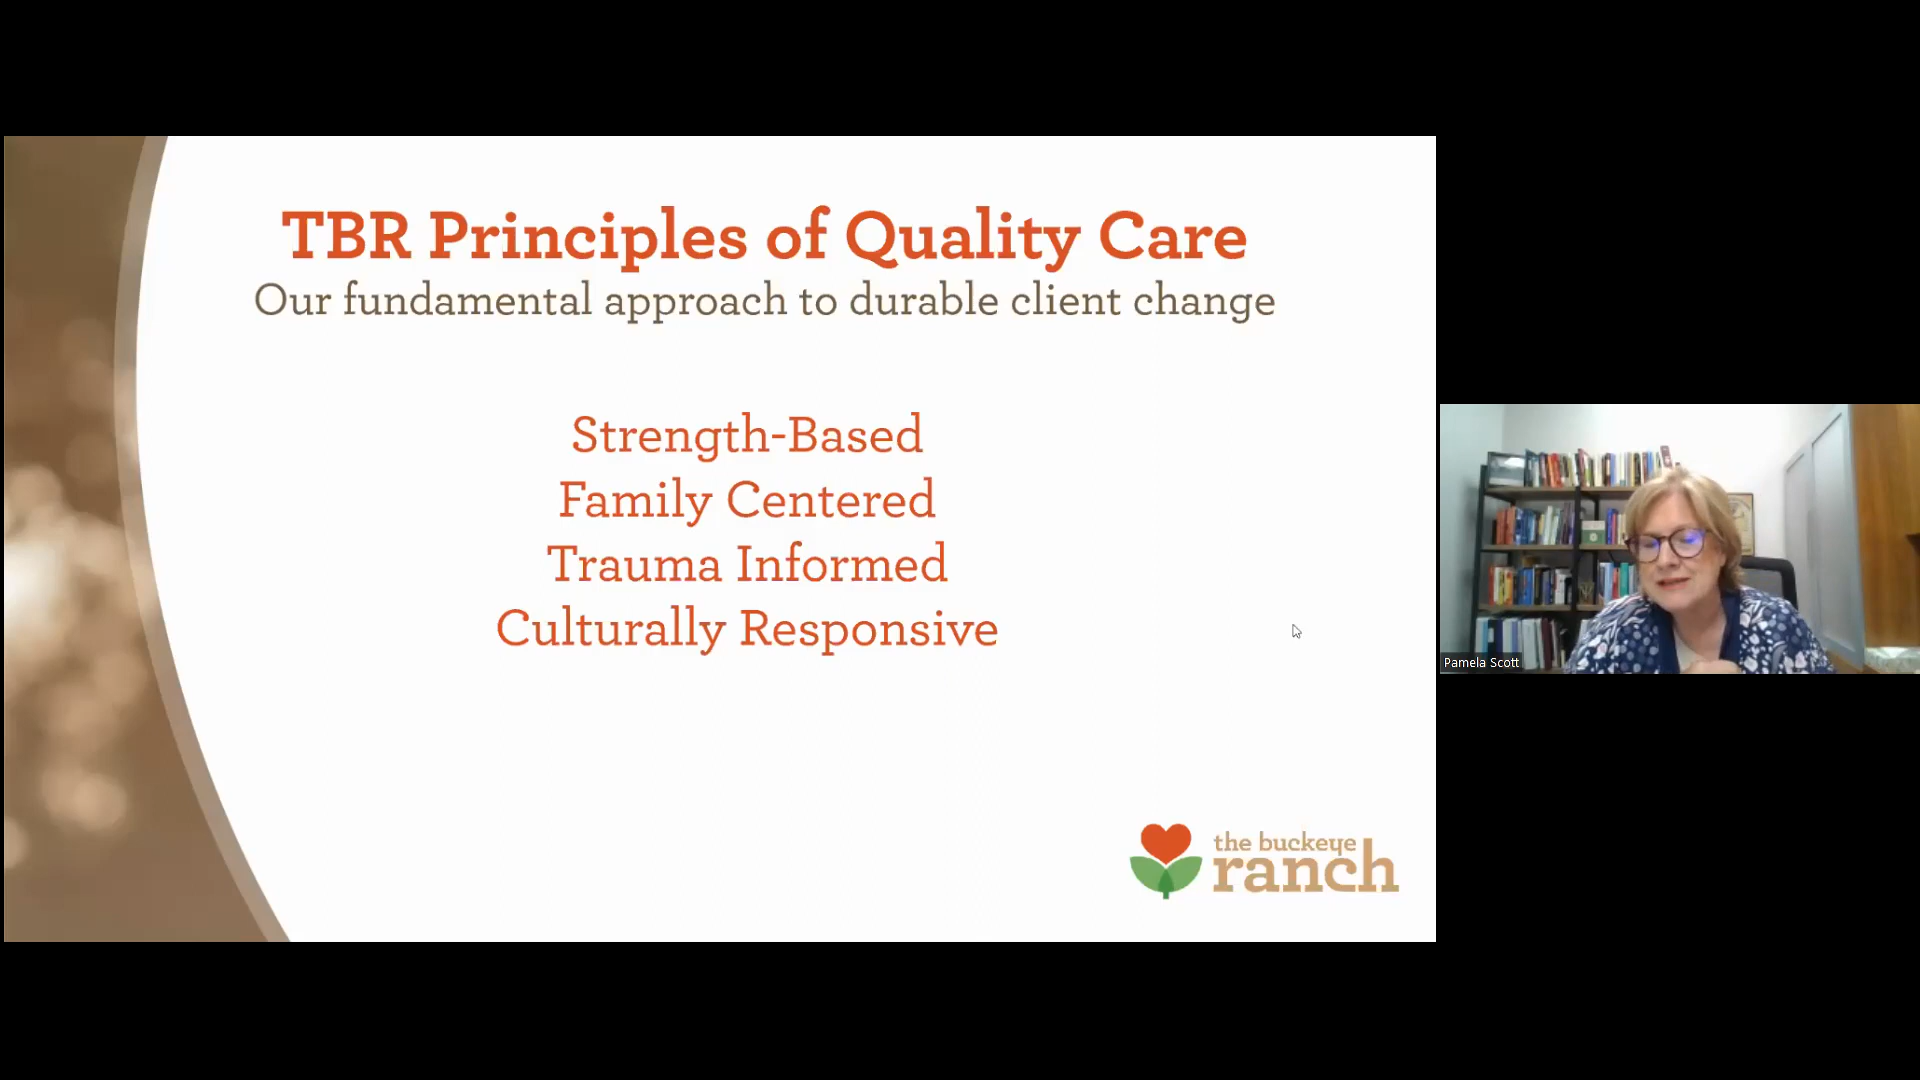 TBR Principles of Quality Care
Our fundamental approach to durable client change
Strength-Based
Family Centered
Trauma Informed
Culturally Responsive
the buckeye
ranch
Pamela Scott